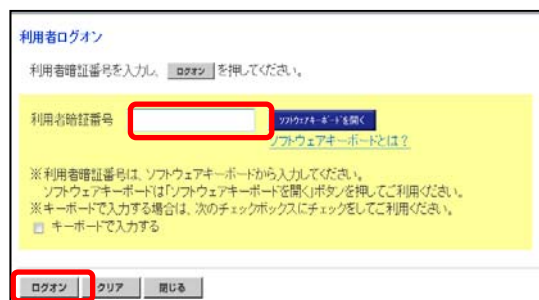 利用者ログオン
利用者暗証番号を入力し、 ログオン を押してください。
利用者暗証番号 ソフトウェアキーボードを開く
ソフトウェアキーボードとは?
※利用者暗証番号は、ソフトウェアキーボードから入力してください。
ソフトウェアキーボードは「ソフトウェアキーボードを開く」ボタンを押してご利用ください。
※キーボードで入力する場合は、次のチェックボックスにチェックをしてご利用ください。
キーボードで入力する
ログオン クリア 閉じる